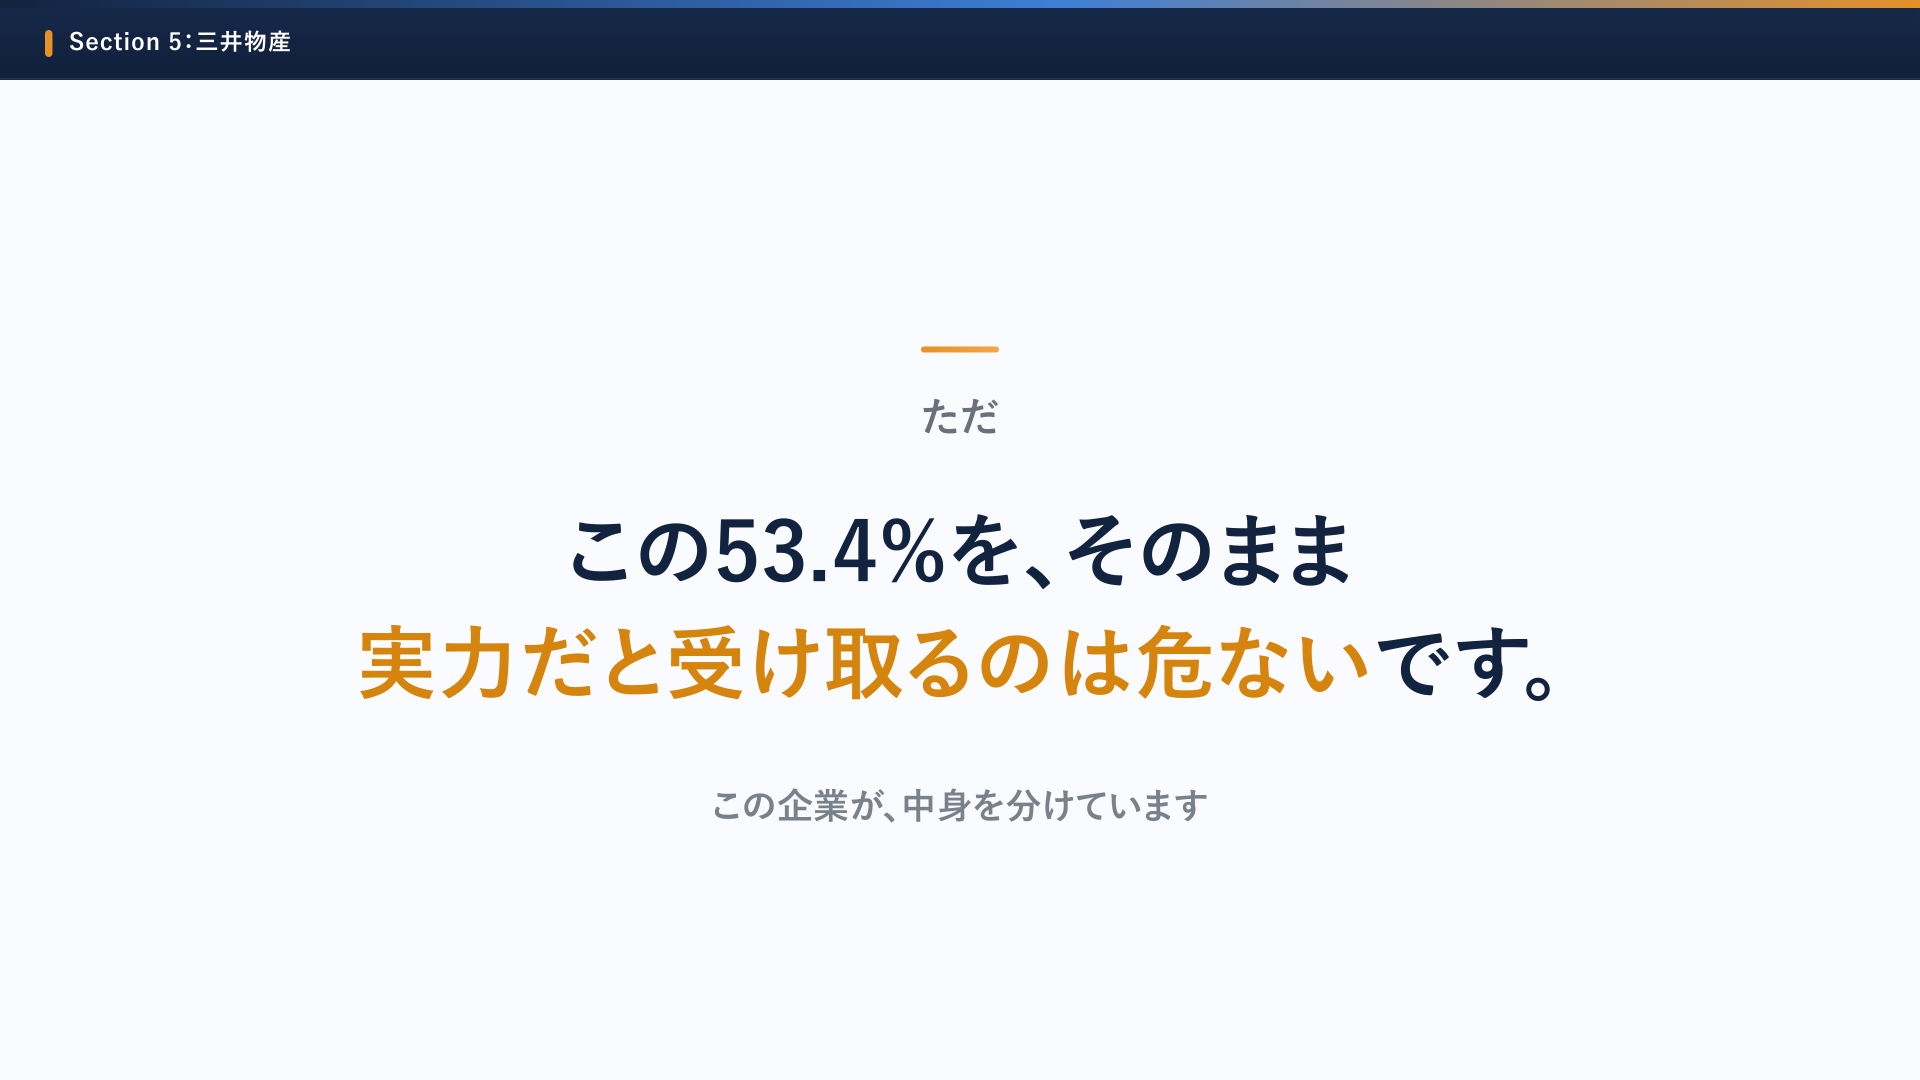 Section 5：三井物産
ただ
この53.4%を、そのまま
実力だと受け取るのは危ないです。
この企業が、中身を分けています